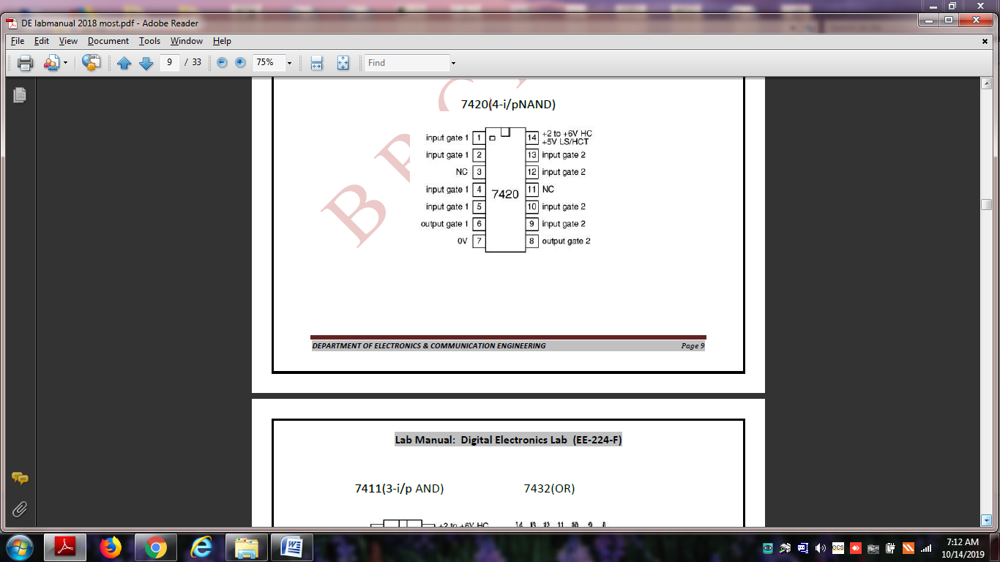 DE labmanual 2018 most.pdf - Adobe Reader
File Edit View Document Tools Window Help
9 / 33 75% Find
7420(4-i/pNAND)
input gate 1 1 14 +2 to +6V HC
+5V LS/HCT
input gate 1 2 13 input gate 2
NC 3 12 input gate 2
input gate 1 4 11 NC
7420
input gate 1 5 10 input gate 2
output gate 1 6 9 input gate 2
0V 7 8 output gate 2
B R
DEPARTMENT OF ELECTRONICS & COMMUNICATION ENGINEERING Page 9
Lab Manual: Digital Electronics Lab (EE-224-F)
7411(3-i/p AND) 7432(OR)
+2 to +6V HC 14 13 12 11 10 9 8
7:12 AM
10/14/2019